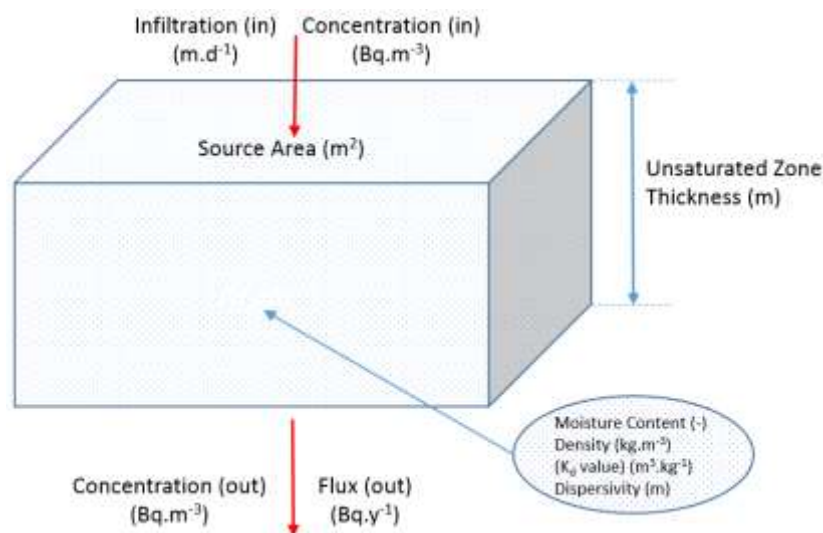 Infiltration (in)
(m.d⁻¹)
Concentration (in)
(Bq.m⁻³)
Source Area (m²)
Unsaturated Zone
Thickness (m)
Moisture Content (-)
Density (kg.m⁻³)
(K_d value) (m³.kg⁻¹)
Dispersivity (m)
Concentration (out)
(Bq.m⁻³)
Flux (out)
(Bq.y⁻¹)